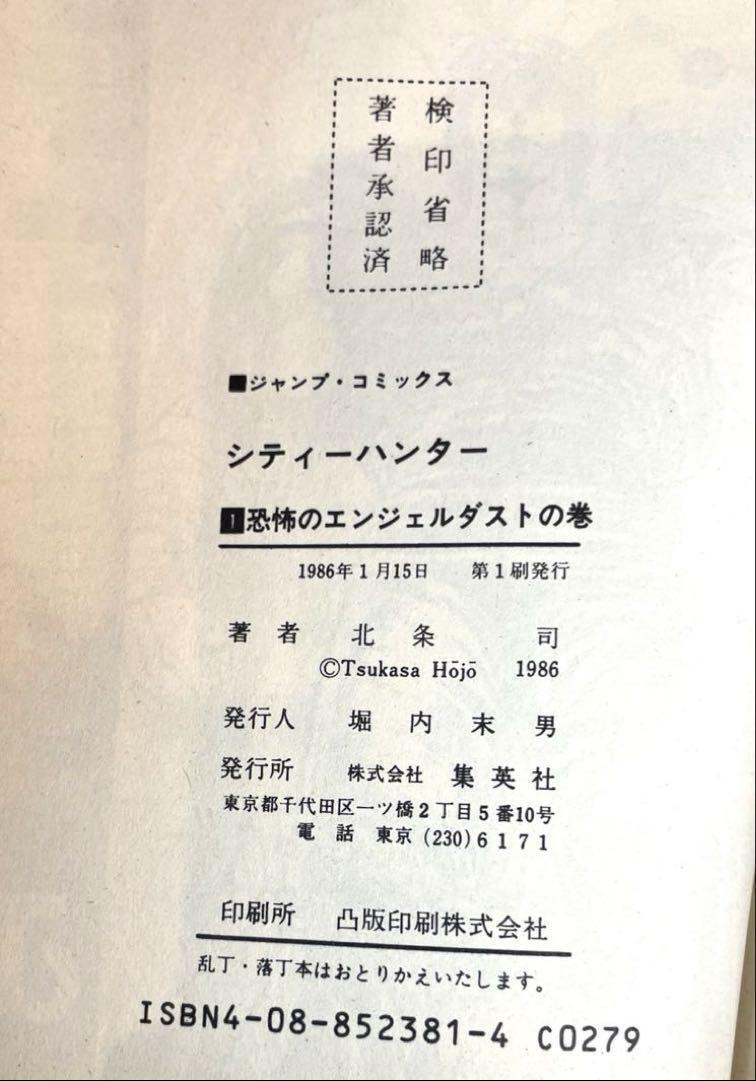 検印省略
著者承認済
■ジャンプ・コミックス
シティーハンター
1恐怖のエンジェルダストの巻
1986年1月15日　第1刷発行
著者　北条　司
©Tsukasa Hōjō 1986
発行人　堀内末男
発行所　株式会社 集英社
東京都千代田区一ツ橋2丁目5番10号
電話　東京 (230) 6171
印刷所　凸版印刷株式会社
乱丁・落丁本はおとりかえいたします。
ISBN4-08-852381-4 C0279